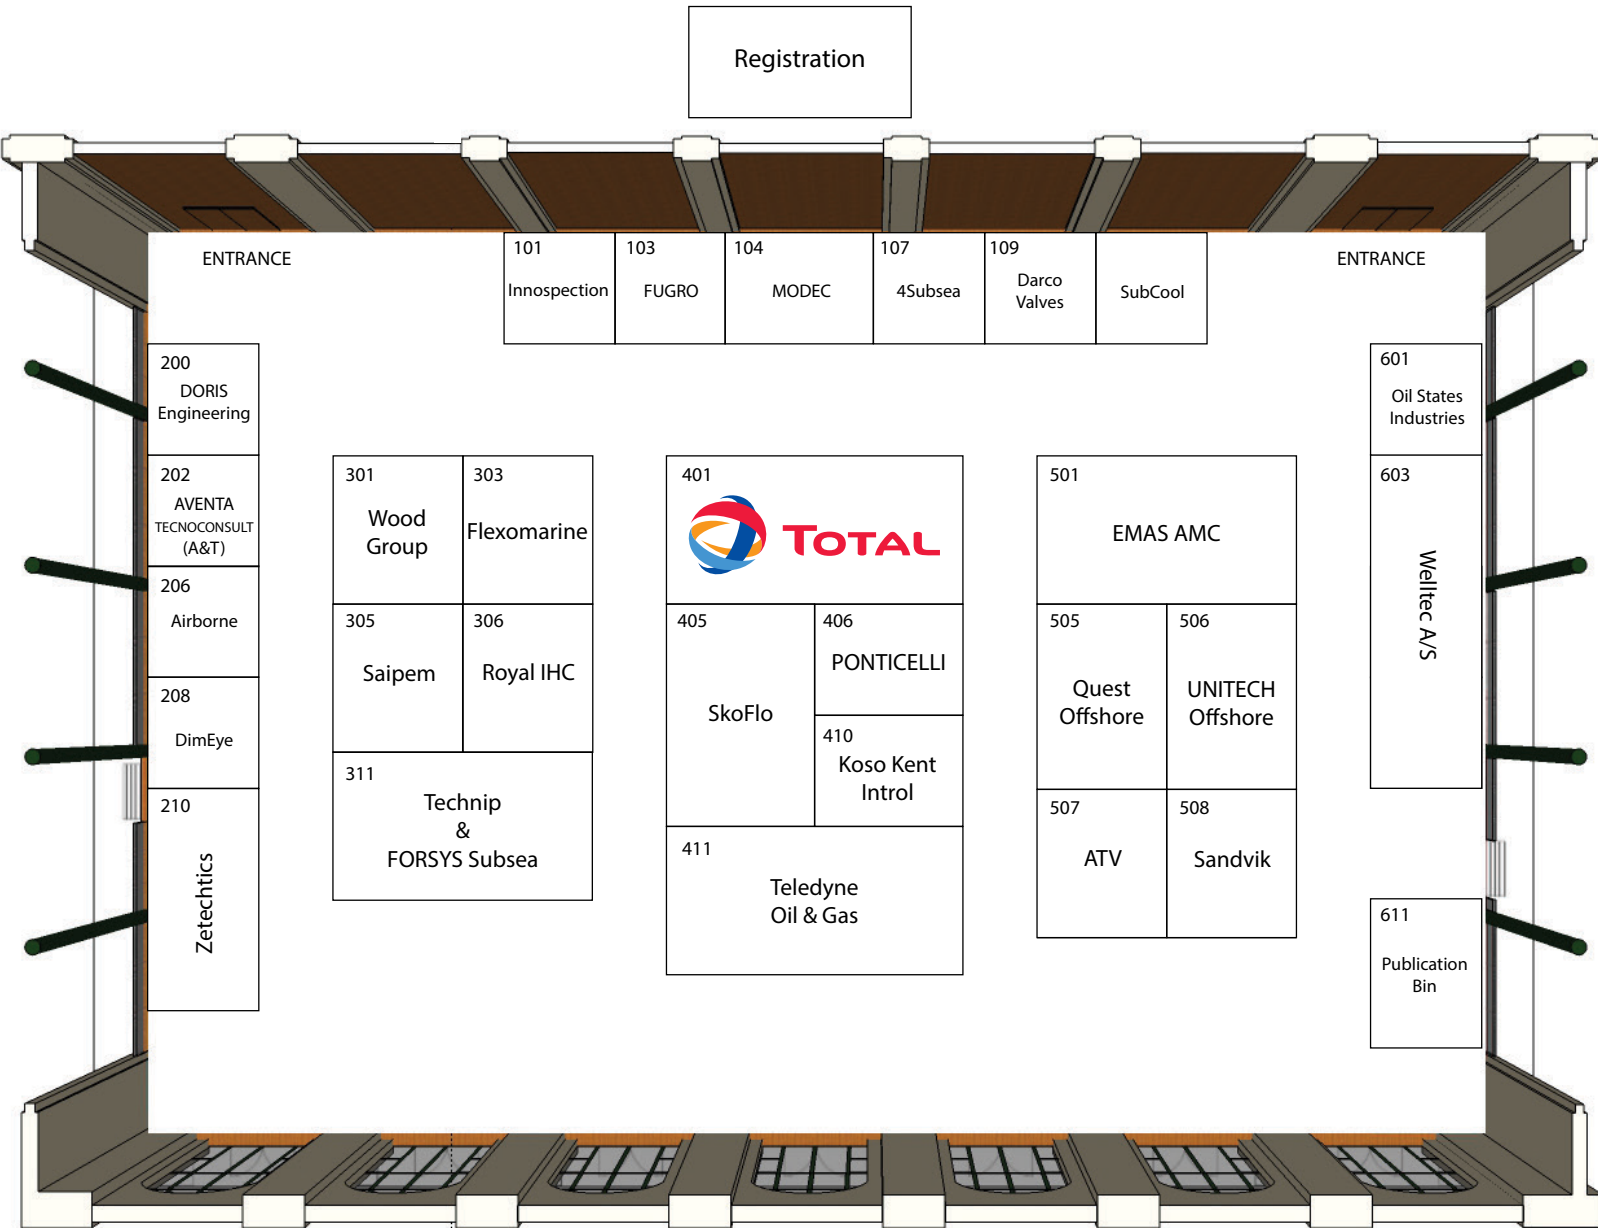 Registration
ENTRANCE
ENTRANCE
101
Innospection
103
FUGRO
104
MODEC
107
4Subsea
109
Darco
Valves
SubCool
200
DORIS
Engineering
202
AVENTA
TECNOCONSULT
(A&T)
206
Airborne
208
DimEye
210
Zetechtics
301
Wood
Group
303
Flexomarine
305
Saipem
306
Royal IHC
311
Technip
&
FORSYS Subsea
401
TOTAL
405
SkoFlo
406
PONTICELLI
410
Koso Kent
Introl
411
Teledyne
Oil & Gas
501
EMAS AMC
505
Quest
Offshore
506
UNITECH
Offshore
507
ATV
508
Sandvik
601
Oil States
Industries
603
Welltec A/S
611
Publication
Bin